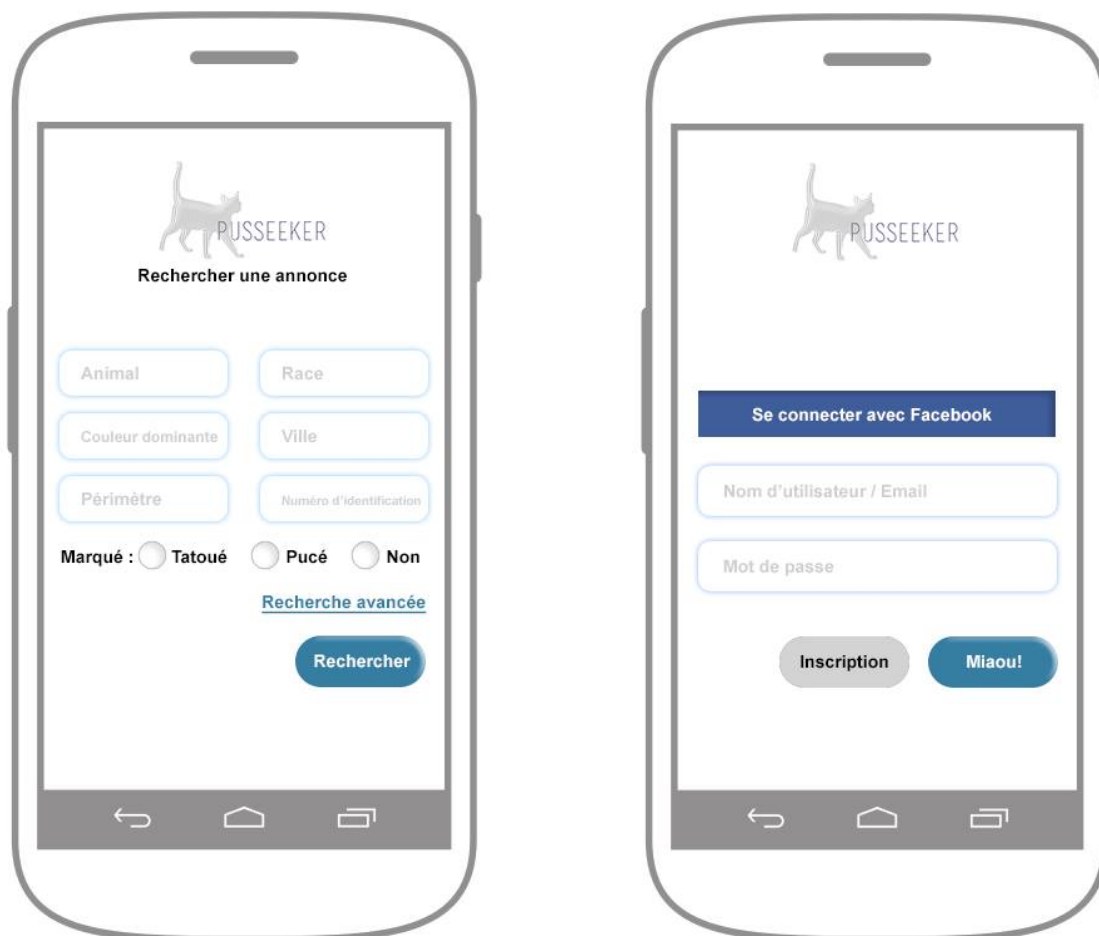 PUSSEEKER
Rechercher une annonce
Animal
Race
Couleur dominante
Ville
Périmètre
Numéro d'identification
Marqué : Tatoué Pucé Non
Recherche avancée
Rechercher
PUSSEEKER
Se connecter avec Facebook
Nom d'utilisateur / Email
Mot de passe
Inscription
Miaou!